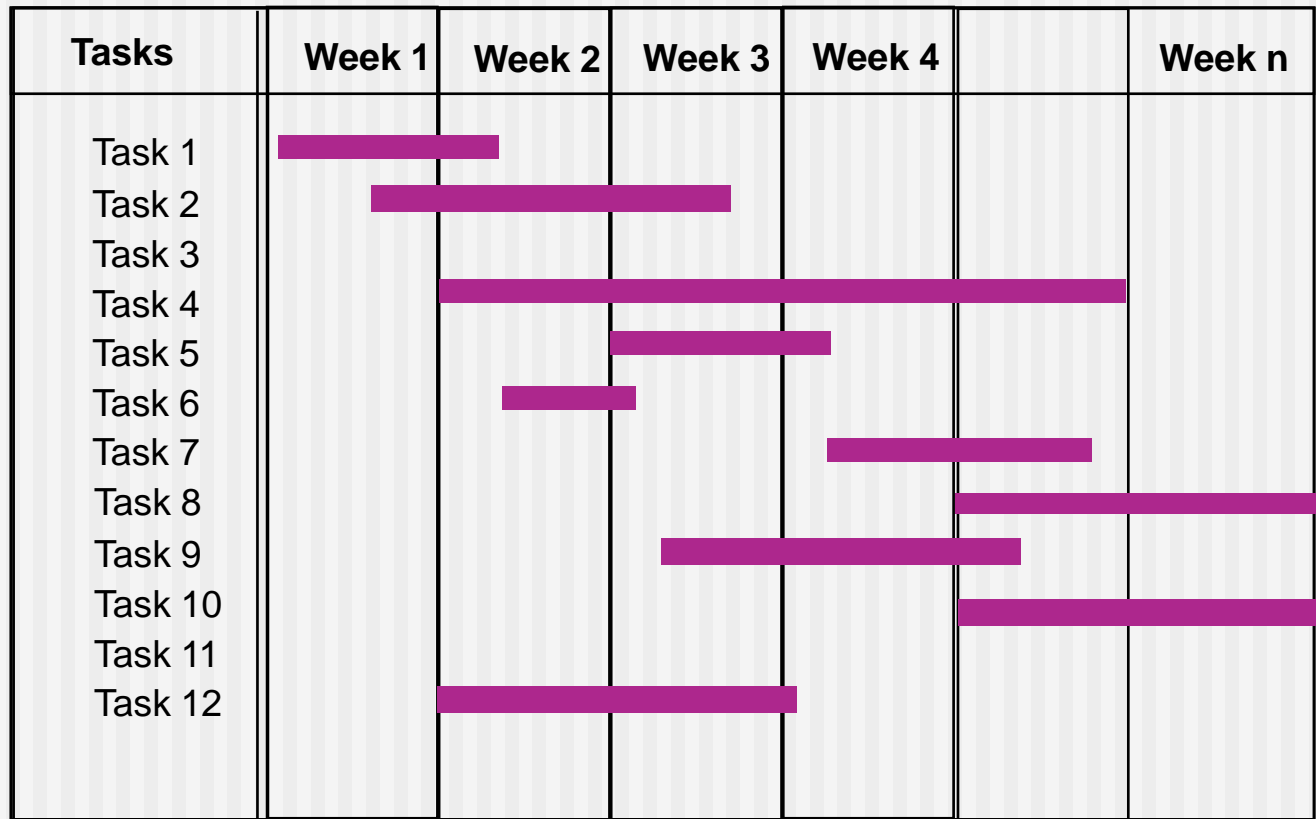 Tasks Week 1 Week 2 Week 3 Week 4 Week n
Task 1
Task 2
Task 3
Task 4
Task 5
Task 6
Task 7
Task 8
Task 9
Task 10
Task 11
Task 12